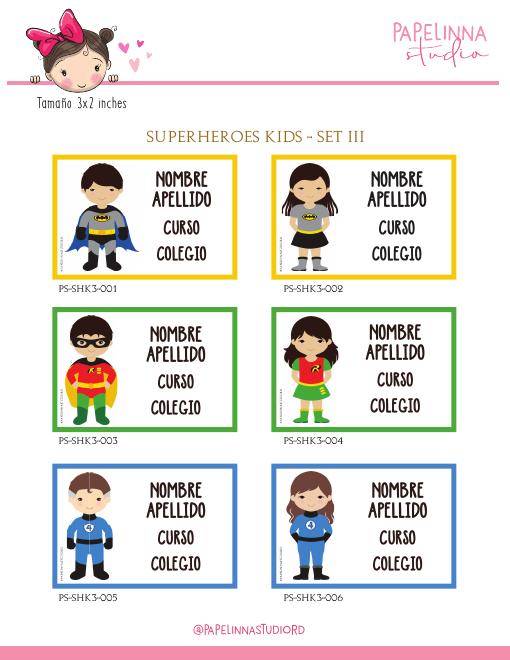 PAPELINNA
studio
Tamaño 3x2 inches
SUPERHEROES KIDS - SET III
NOMBRE
APELLIDO
CURSO
COLEGIO
PS-SHK3-001
NOMBRE
APELLIDO
CURSO
COLEGIO
PS-SHK3-002
NOMBRE
APELLIDO
CURSO
COLEGIO
PS-SHK3-003
R
NOMBRE
APELLIDO
CURSO
COLEGIO
PS-SHK3-004
R
NOMBRE
APELLIDO
CURSO
COLEGIO
PS-SHK3-005
4
NOMBRE
APELLIDO
CURSO
COLEGIO
PS-SHK3-006
4
@PAPELINNASTUDIORD